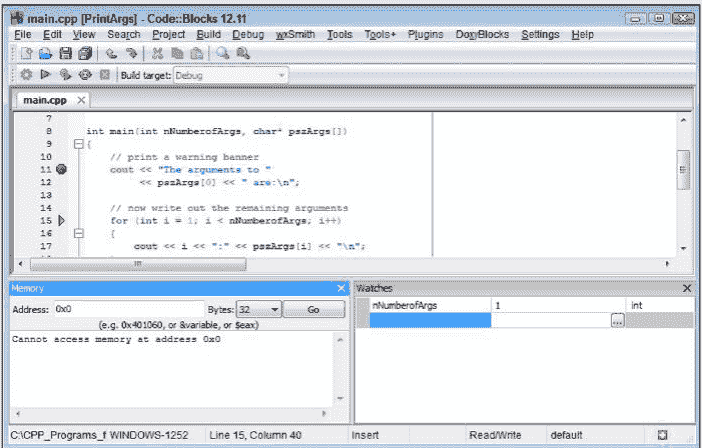 main.cpp [PrintArgs] - Code::Blocks 12.11
File Edit View Search Project Build Debug wxSmith Tools Tools+ Plugins DoxyBlocks Settings Help
Build target: Debug
main.cpp
7
8 int main(int nNumberofArgs, char* pszArgs[])
9 {
10 // print a warning banner
11 cout << "The arguments to "
12 << pszArgs[0] << " are:\n";
13
14 // now write out the remaining arguments
15 for (int i = 1; i < nNumberofArgs; i++)
16 {
17 cout << i << ":" << pszArgs[i] << "\n";
Memory
Watches
Address: 0x0 Bytes: 32 Go
(e.g. 0x401060, or &variable, or $eax)
Cannot access memory at address 0x0
nNumberofArgs 1 int
...
C:\CPP_Programs_f WINDOWS-1252 Line 15, Column 40 Insert Read/Write default